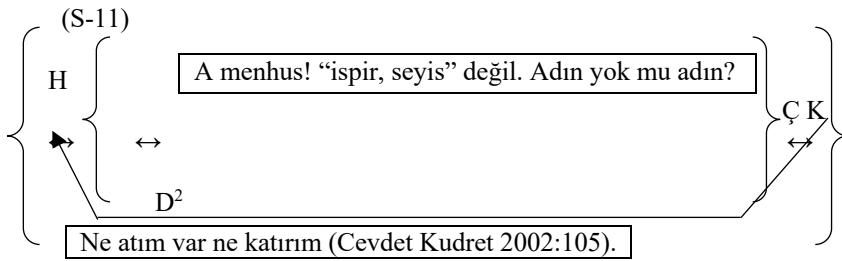 (S-11)
A menhus! “ispir, seyis” değil. Adın yok mu adın?
H
Ç K
↔ ↔ ↔
D²
Ne atım var ne katırım (Cevdet Kudret 2002:105).